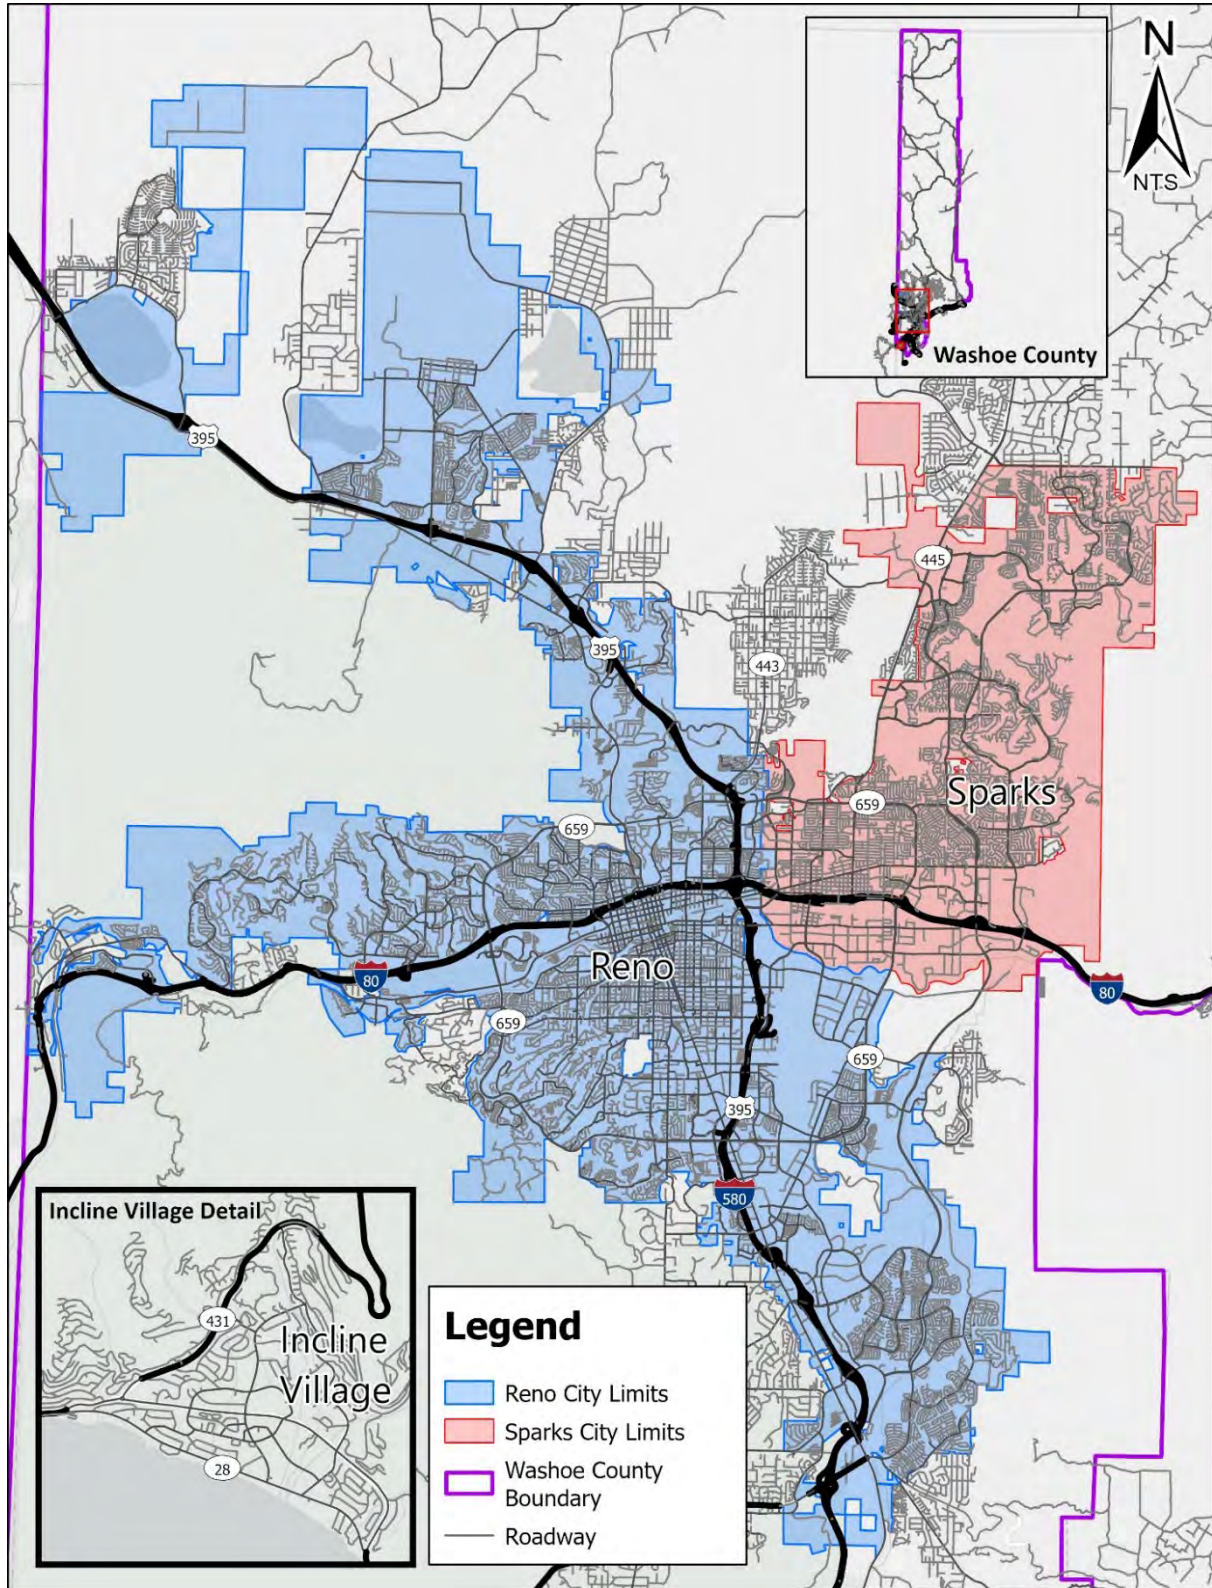 N
NTS
Washoe County
395
445
395
443
659
Sparks
659
Reno
80
80
659
659
395
580
Incline Village Detail
431
Incline
Village
28
Legend
Reno City Limits
Sparks City Limits
Washoe County
Boundary
Roadway